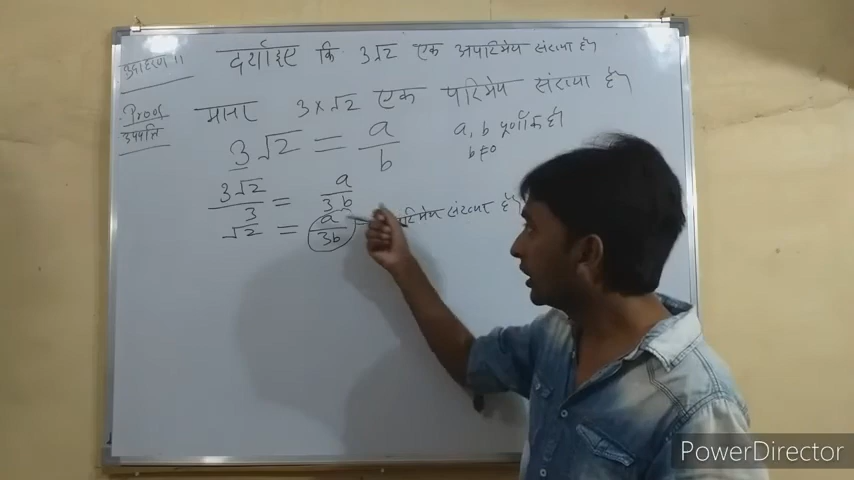 उदाहरण 11 दर्शाइए कि 3√2 एक अपरिमेय संख्या है।
Proof उपपत्ति
माना 3×√2 एक परिमेय संख्या है।
3√2 = a/b a, b पूर्णांक है।
b≠0
3√2/3 = a/3b
√2 = a/3b परिमेय संख्या है।
PowerDirector